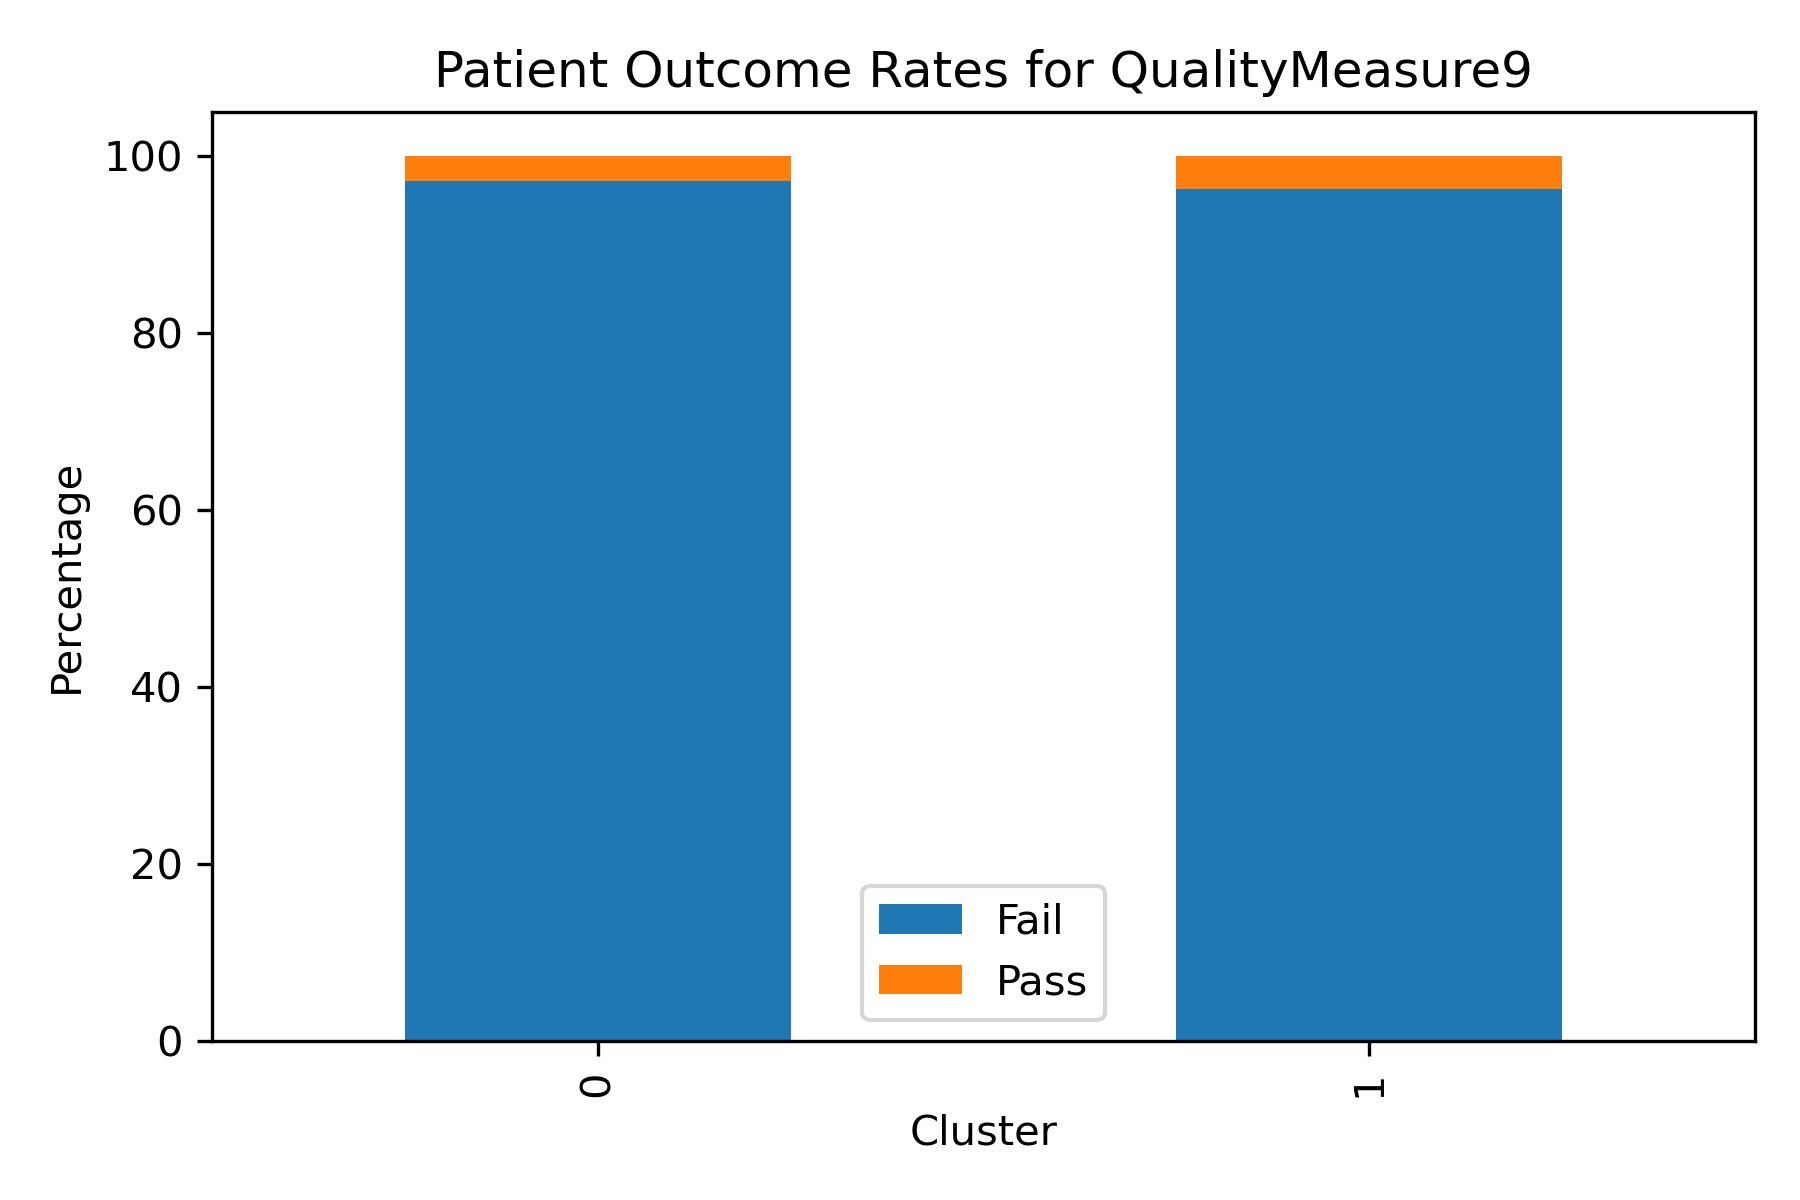 Patient Outcome Rates for QualityMeasure9
100
80
60
40
20
0
Percentage
Fail
Pass
0
1
Cluster